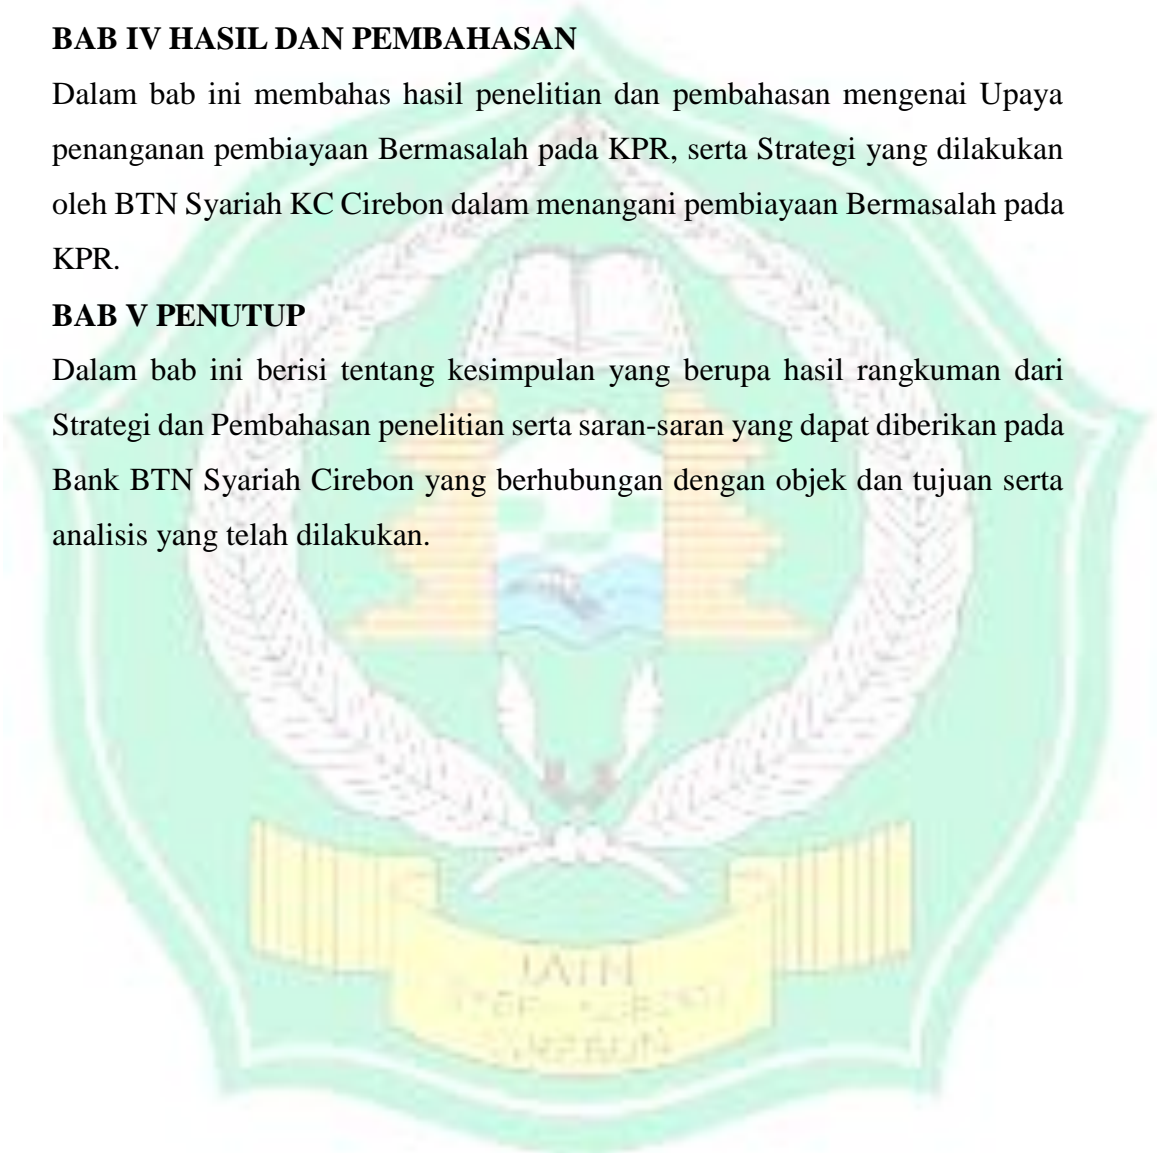 BAB IV HASIL DAN PEMBAHASAN
Dalam bab ini membahas hasil penelitian dan pembahasan mengenai Upaya
penanganan pembiayaan Bermasalah pada KPR, serta Strategi yang dilakukan
oleh BTN Syariah KC Cirebon dalam menangani pembiayaan Bermasalah pada
KPR.
BAB V PENUTUP
Dalam bab ini berisi tentang kesimpulan yang berupa hasil rangkuman dari
Strategi dan Pembahasan penelitian serta saran-saran yang dapat diberikan pada
Bank BTN Syariah Cirebon yang berhubungan dengan objek dan tujuan serta
analisis yang telah dilakukan.
IAIN